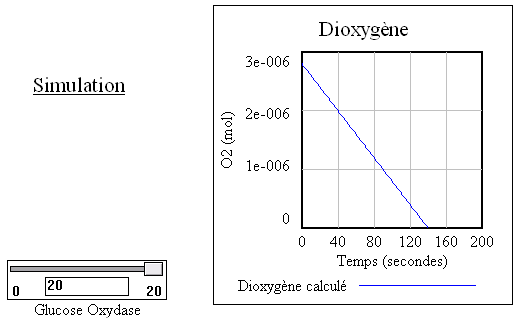 Simulation
Dioxygène
O2 (mol)
3e-006
2e-006
1e-006
0
0 40 80 120 160 200
Temps (secondes)
Dioxygène calculé
20
0 20
Glucose Oxydase